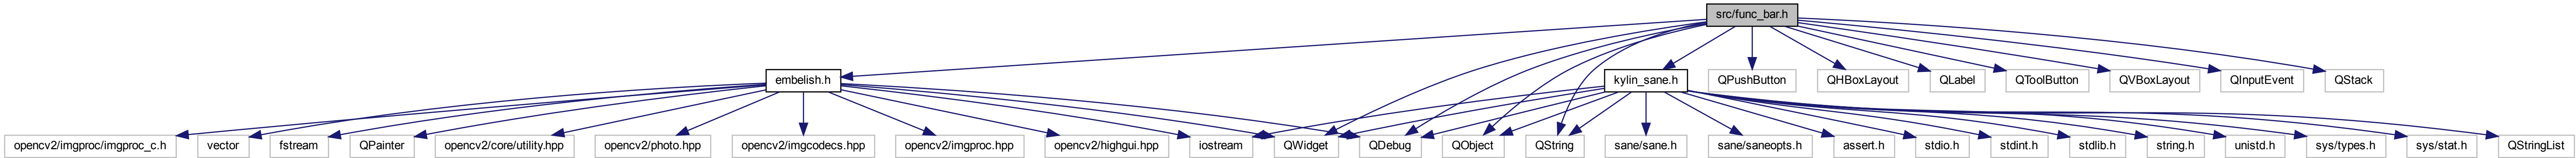 src/func_bar.h
embelish.h
kylin_sane.h
QPushButton
QHBoxLayout
QLabel
QToolButton
QVBoxLayout
QInputEvent
QStack
opencv2/imgproc/imgproc_c.h
vector
fstream
QPainter
opencv2/core/utility.hpp
opencv2/photo.hpp
opencv2/imgcodecs.hpp
opencv2/imgproc.hpp
opencv2/highgui.hpp
iostream
QWidget
QDebug
QObject
QString
sane/sane.h
sane/saneopts.h
assert.h
stdio.h
stdint.h
stdlib.h
string.h
unistd.h
sys/types.h
sys/stat.h
QStringList